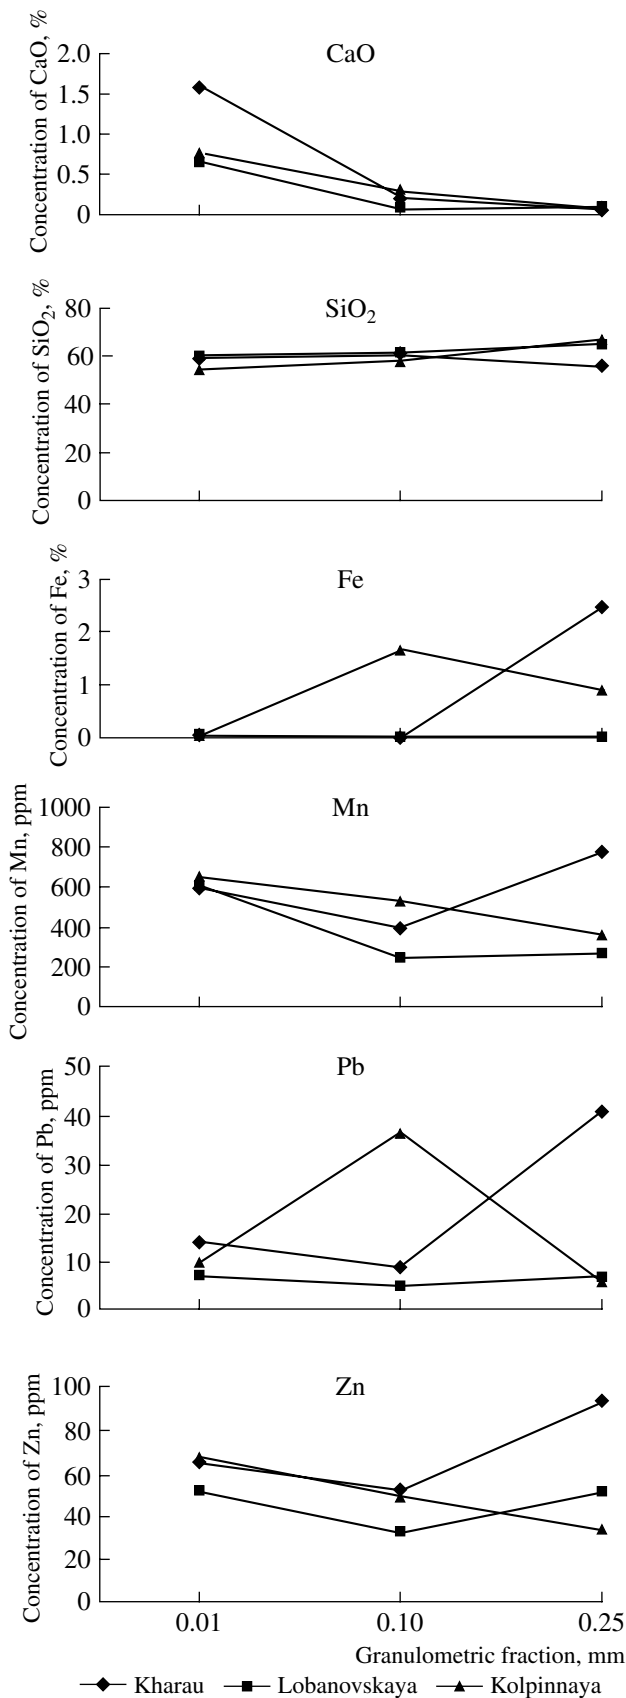 CaO
Concentration of CaO, %
2.0
1.5
1.0
0.5
0
SiO2
Concentration of SiO2, %
80
60
40
20
0
Fe
Concentration of Fe, %
3
2
1
0
Mn
Concentration of Mn, ppm
1000
800
600
400
200
0
Pb
Concentration of Pb, ppm
50
40
30
20
10
0
Zn
Concentration of Zn, ppm
100
80
60
40
20
0
0.01 0.10 0.25
Granulometric fraction, mm
Kharau Lobanovskaya Kolpinnaya